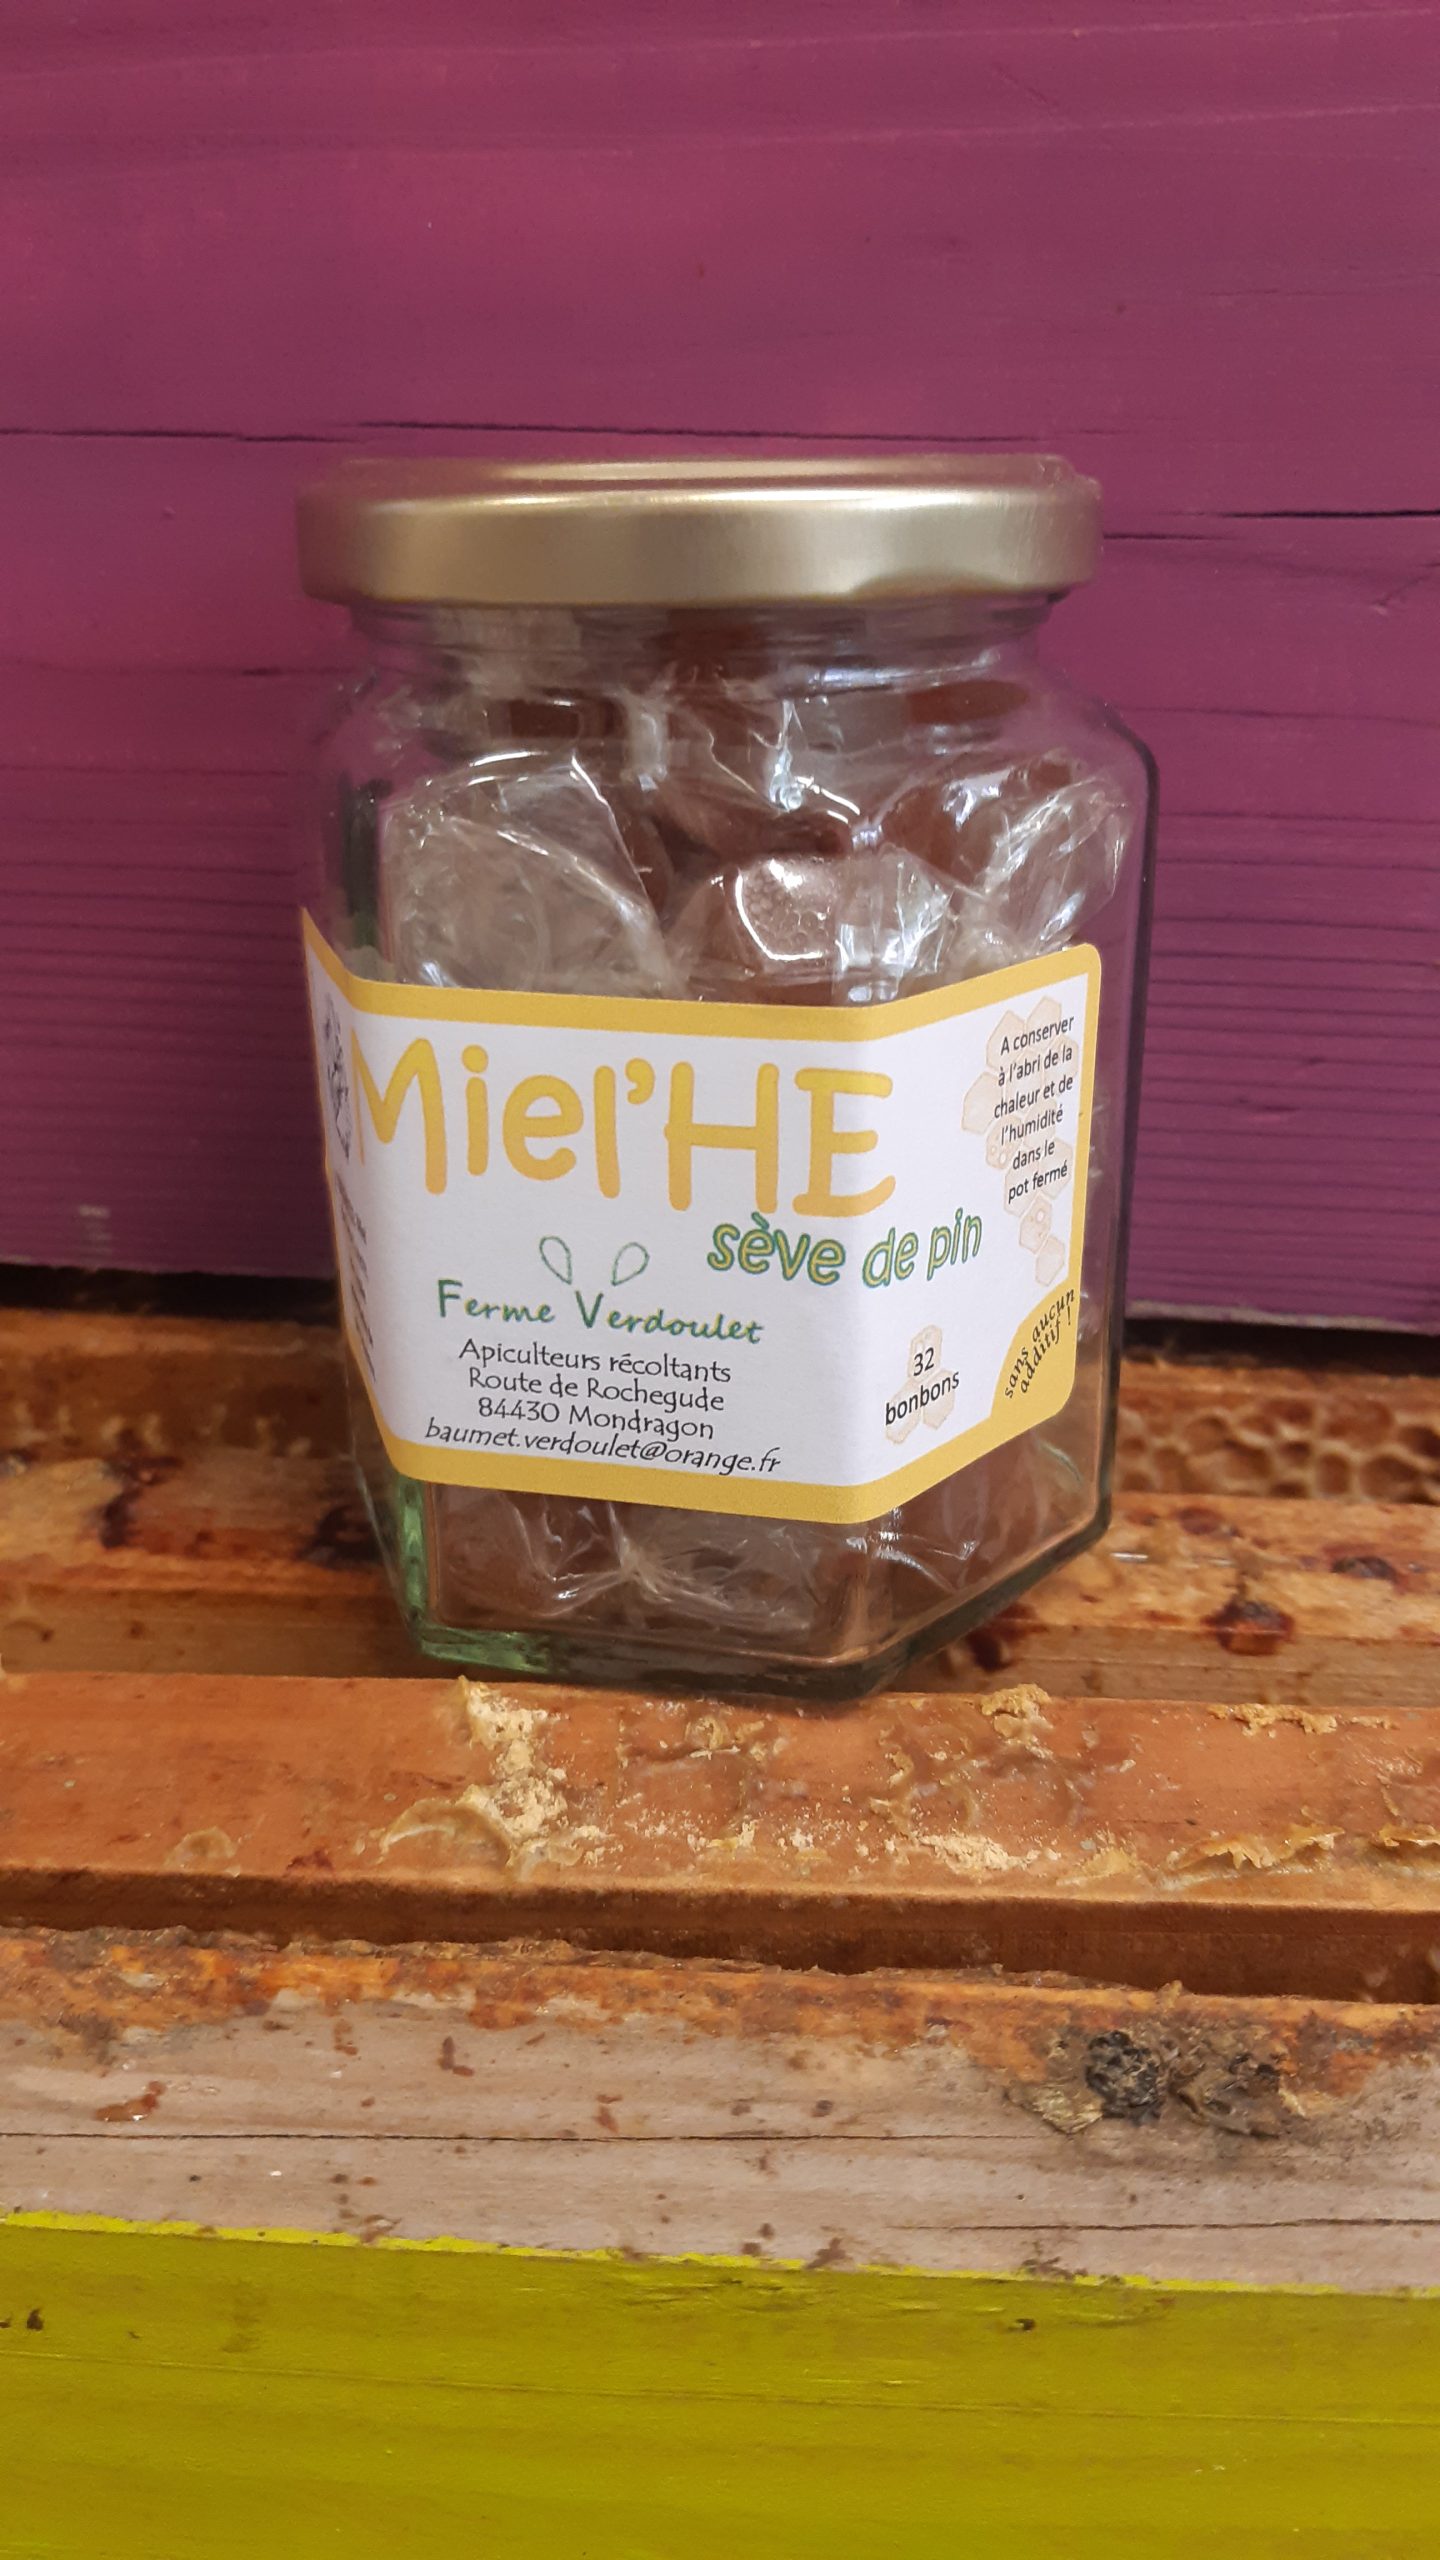 Miel'HE
sève de pin
Ferme Verdoulet
Apiculteurs récoltants
Route de Rochegude
84430 Mondragon
baumet.verdoulet@orange.fr
32
bonbons
A conserver
à l'abri de la
chaleur et de
l'humidité
dans le
pot fermé
sans aucun
additif !